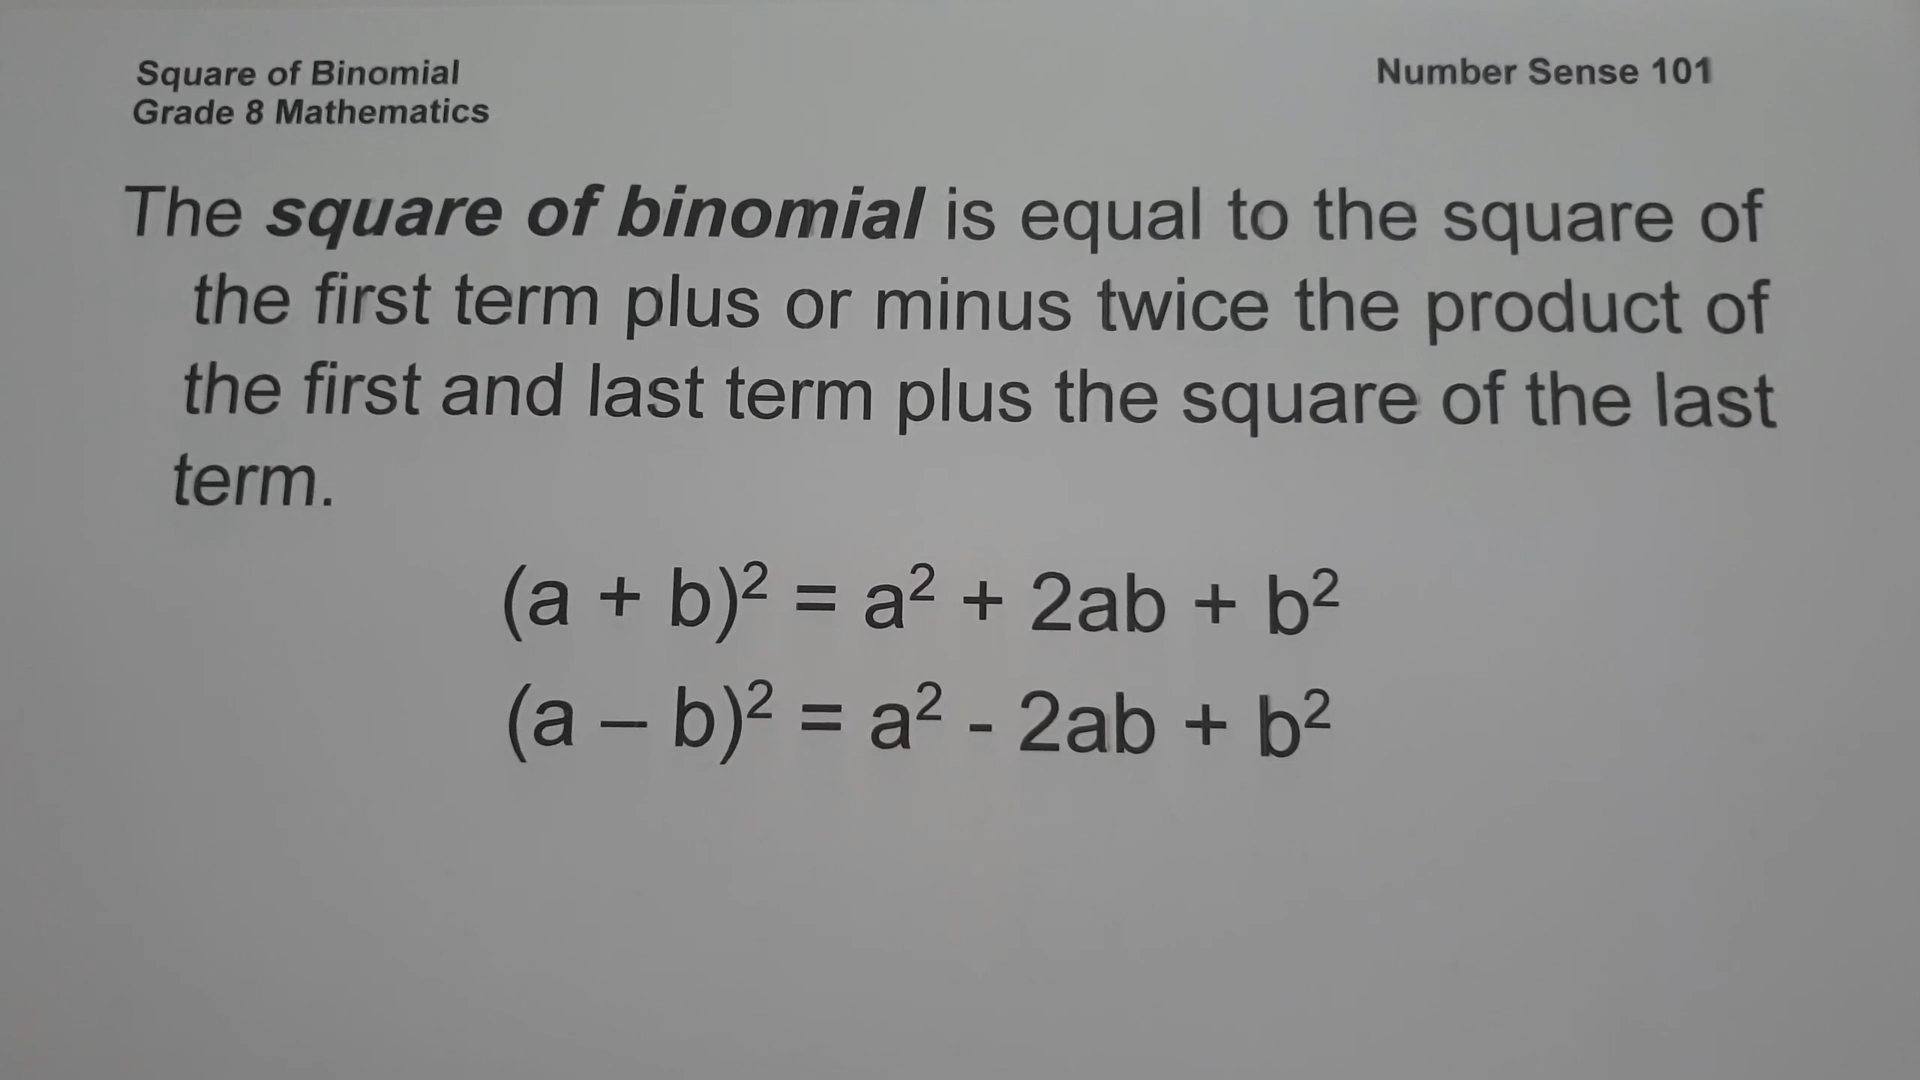 Square of Binomial
Number Sense 101
Grade 8 Mathematics
The square of binomial is equal to the square of
the first term plus or minus twice the product of
the first and last term plus the square of the last
term.
(a + b)² = a² + 2ab + b²
(a – b)² = a² - 2ab + b²